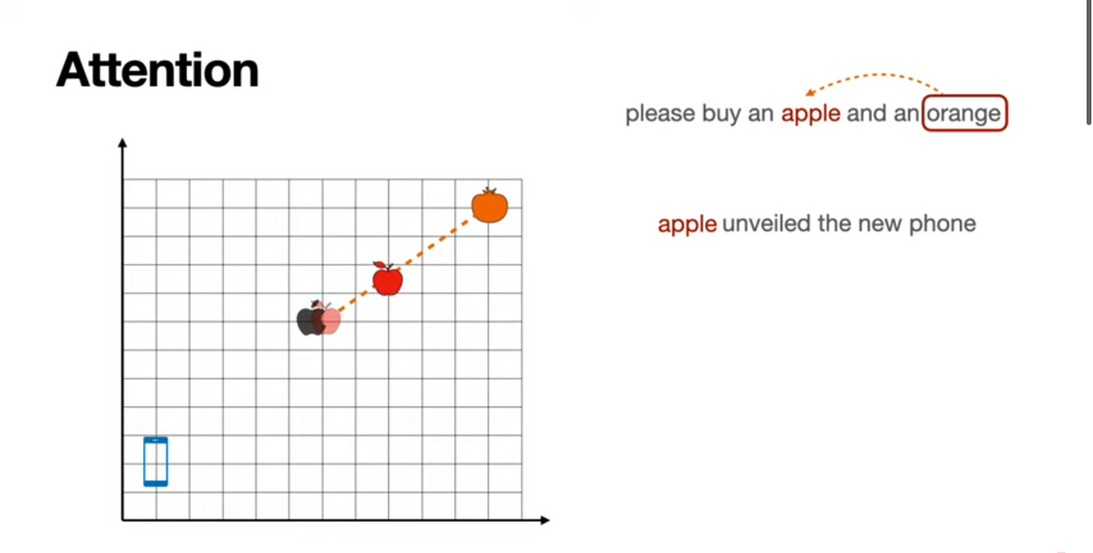 Attention
please buy an apple and an orange
apple unveiled the new phone